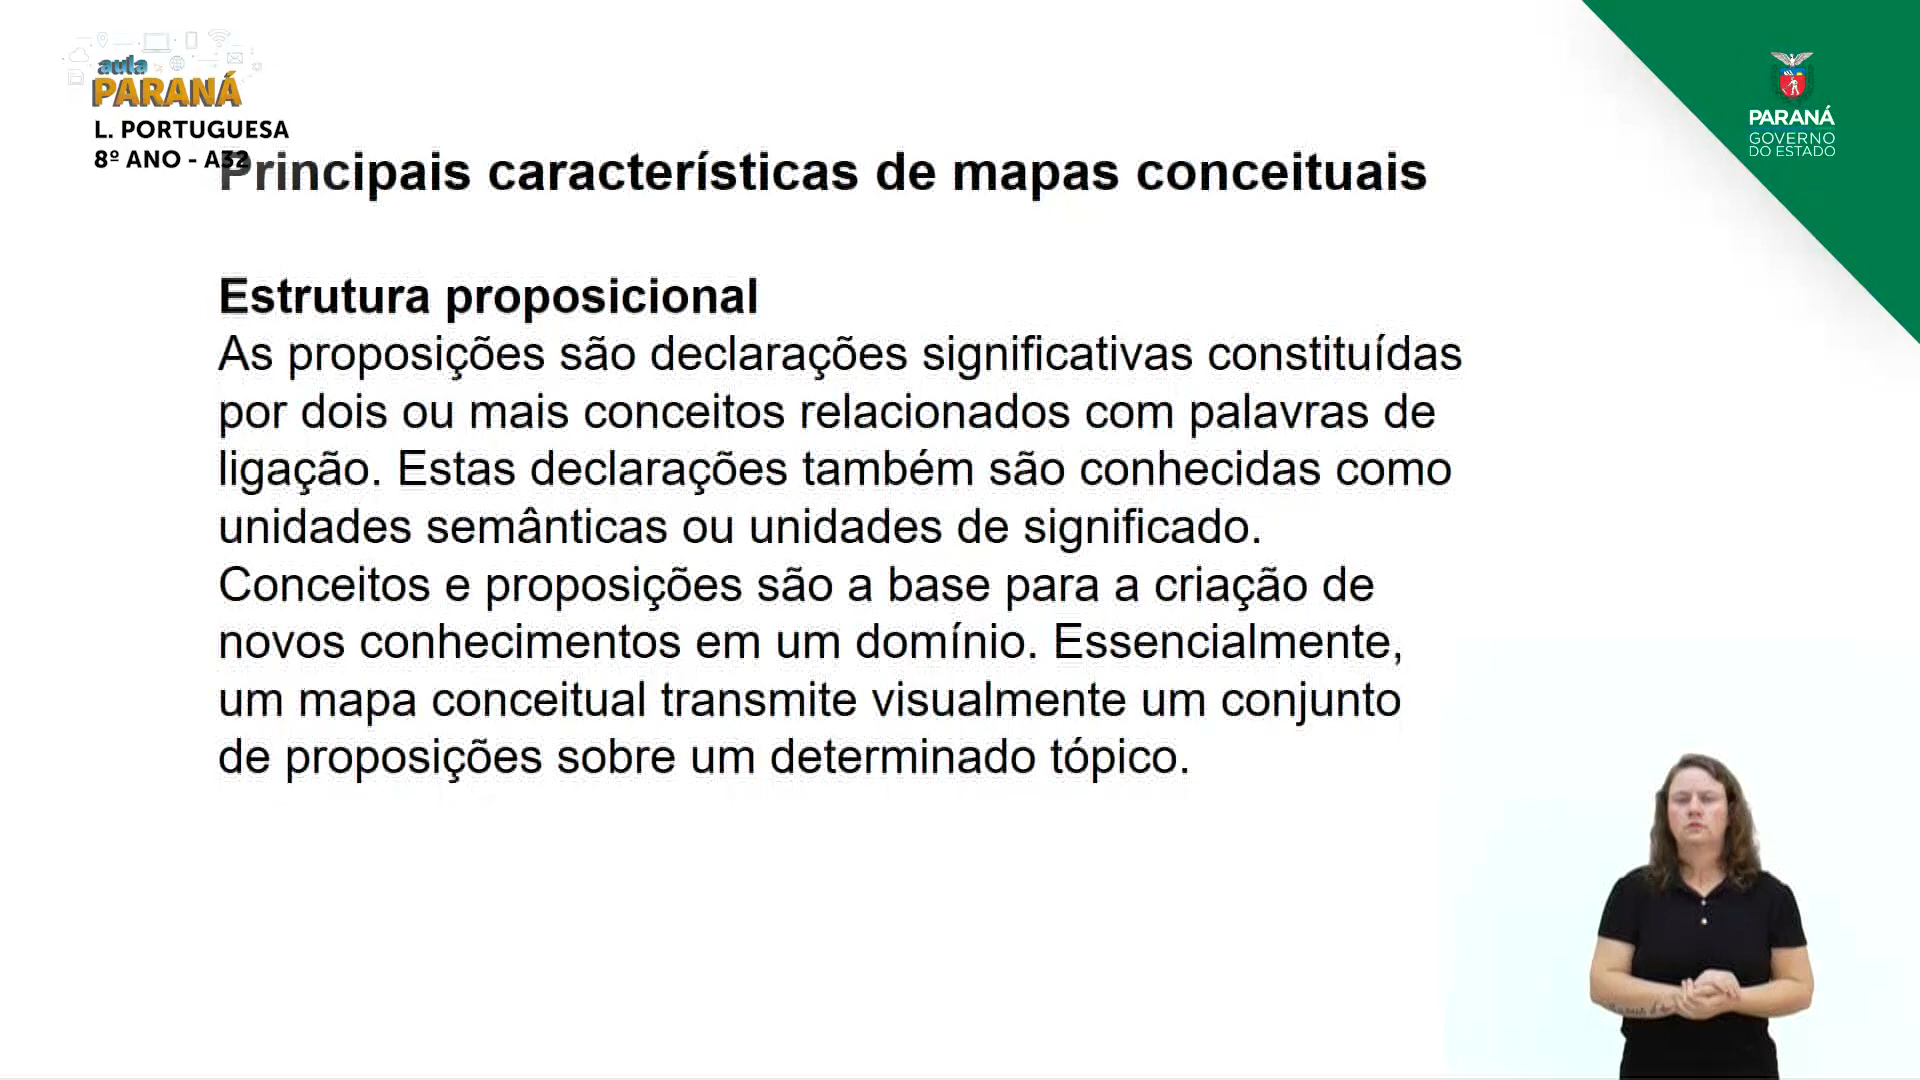 aula
PARANÁ
L. PORTUGUESA
8º ANO - A32
PARANÁ
GOVERNO
DO ESTADO
Principais características de mapas conceituais
Estrutura proposicional
As proposições são declarações significativas constituídas
por dois ou mais conceitos relacionados com palavras de
ligação. Estas declarações também são conhecidas como
unidades semânticas ou unidades de significado.
Conceitos e proposições são a base para a criação de
novos conhecimentos em um domínio. Essencialmente,
um mapa conceitual transmite visualmente um conjunto
de proposições sobre um determinado tópico.